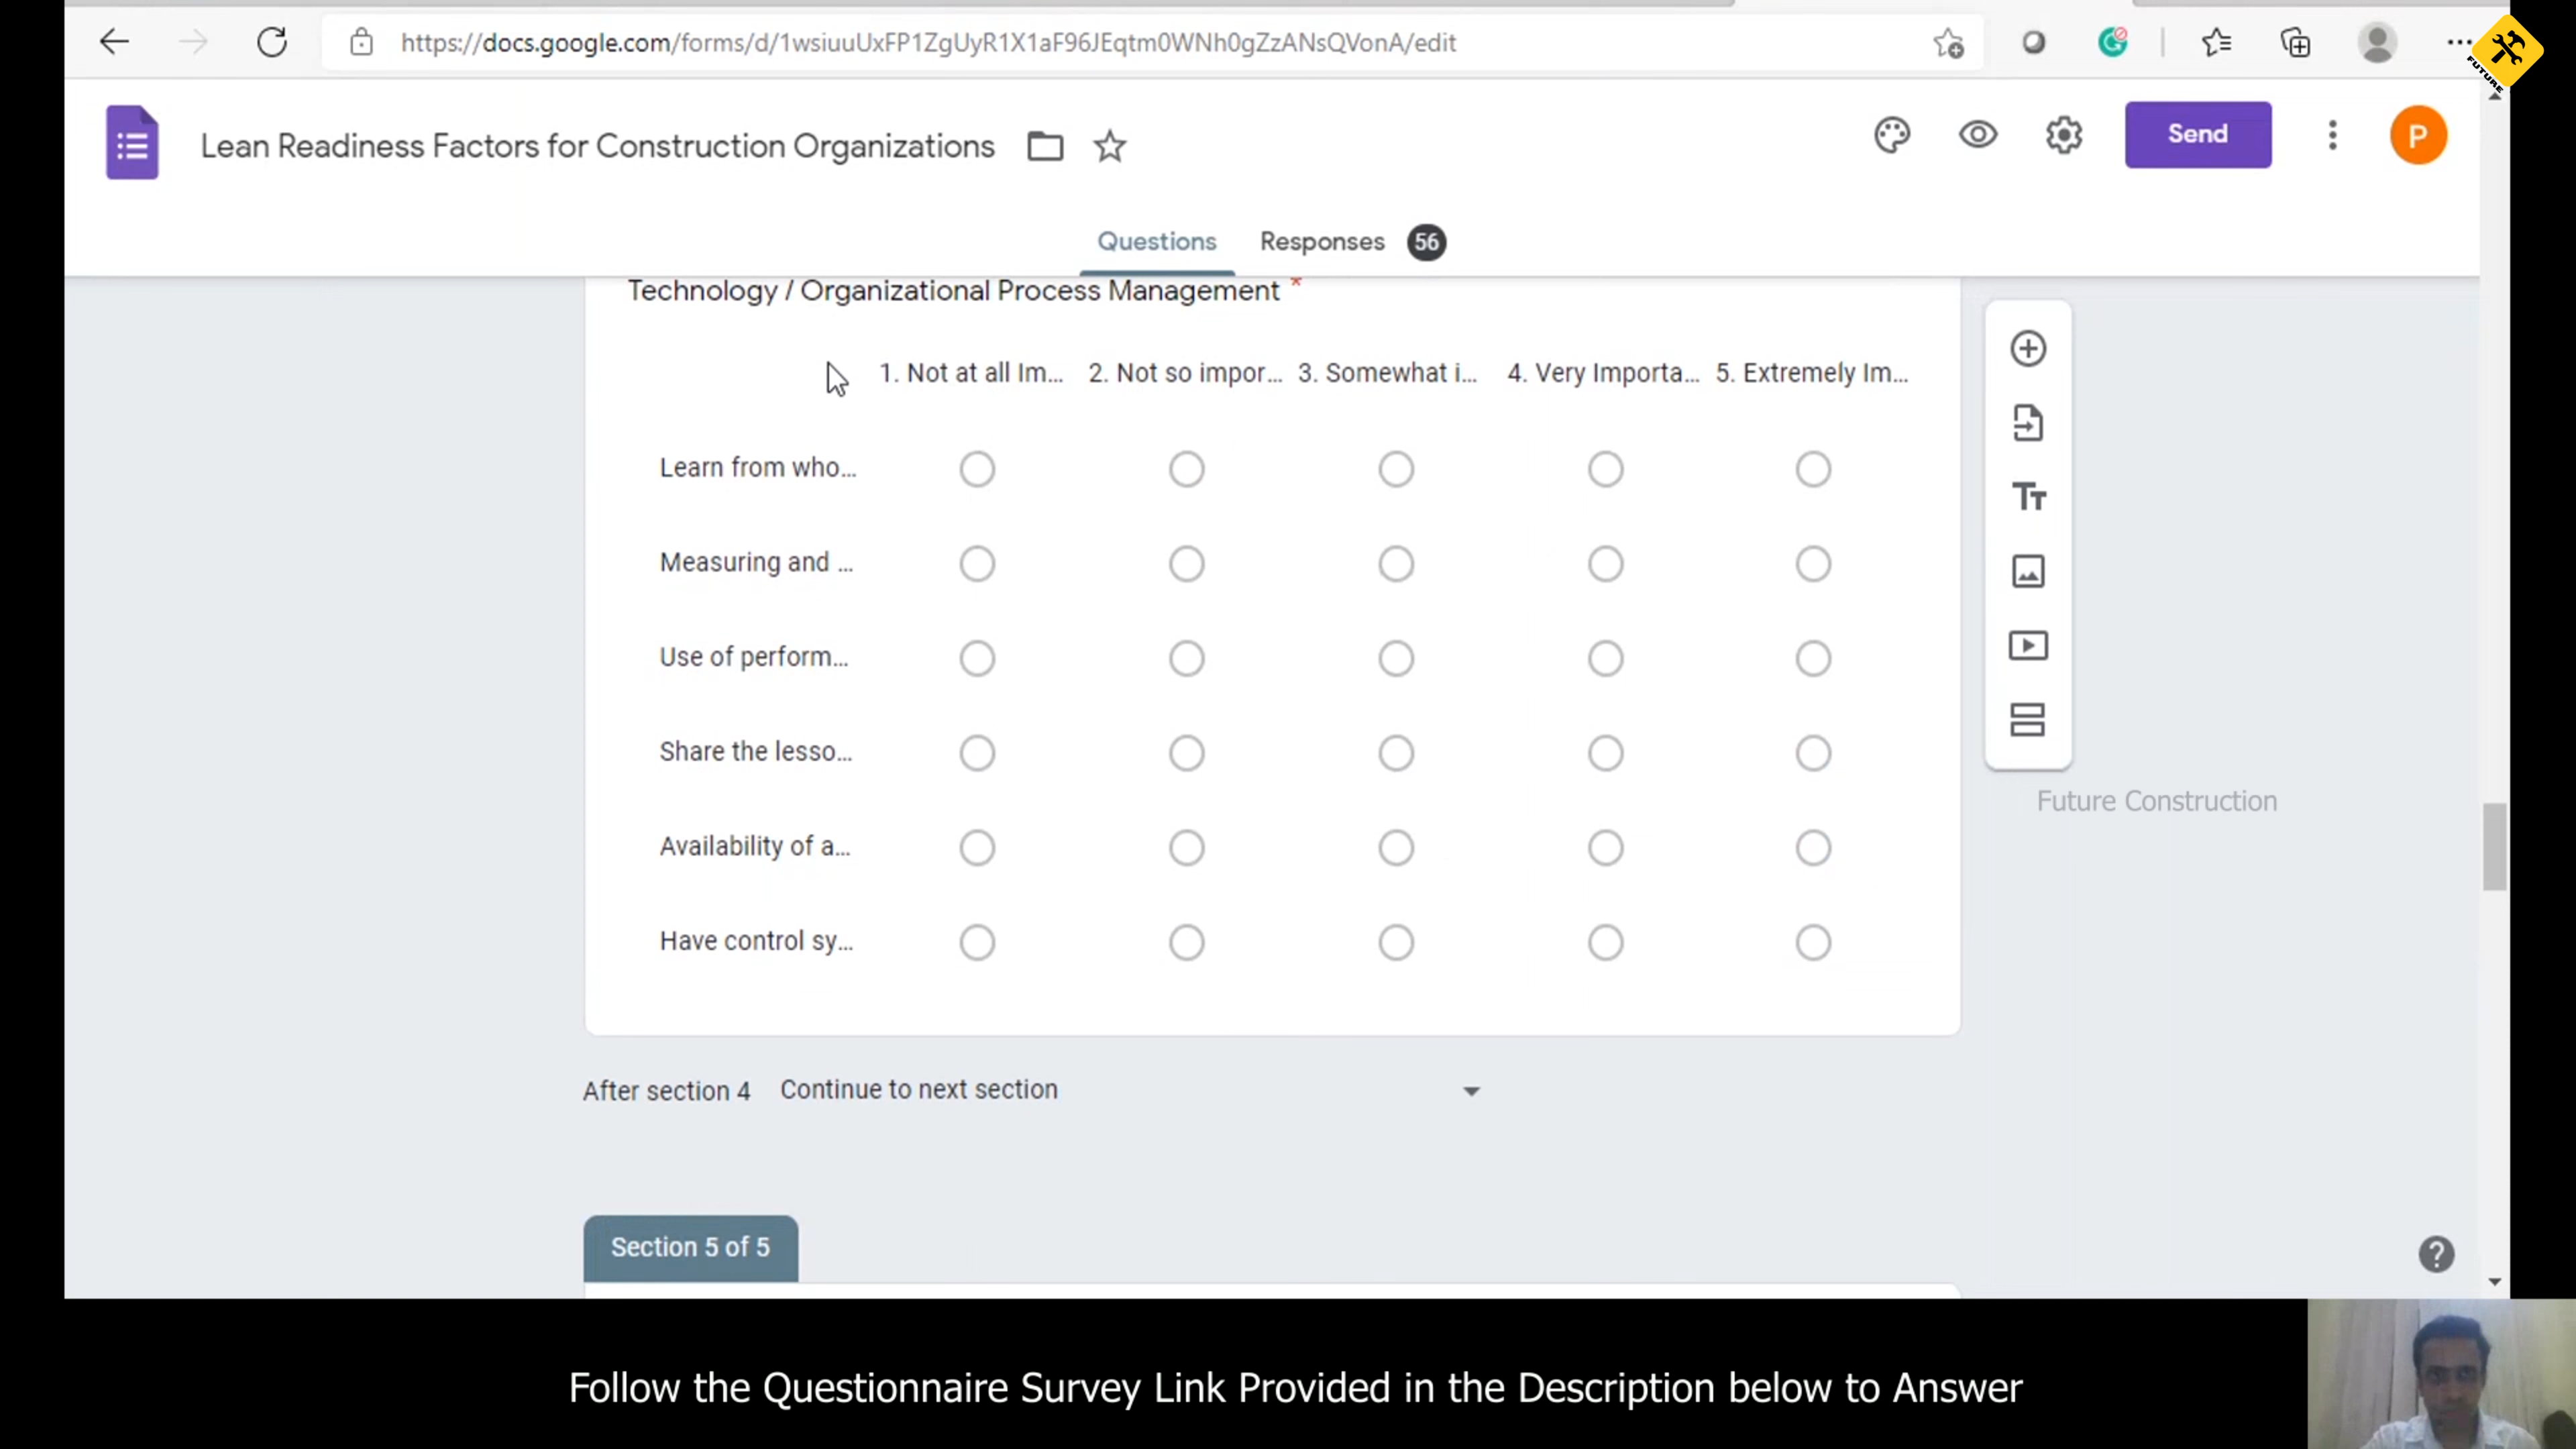 https://docs.google.com/forms/d/1wsiuuUxFP1ZgUyR1X1aF96JEqtm0WNh0gZzANsQVonA/edit
FUTURE
Lean Readiness Factors for Construction Organizations
Send
P
Questions Responses 56
Technology / Organizational Process Management *
1. Not at all Im... 2. Not so impor... 3. Somewhat i... 4. Very Importa... 5. Extremely Im...
Learn from who...
Measuring and ...
Use of perform...
Share the lesso...
Future Construction
Availability of a...
Have control sy...
After section 4 Continue to next section
Section 5 of 5
Follow the Questionnaire Survey Link Provided in the Description below to Answer